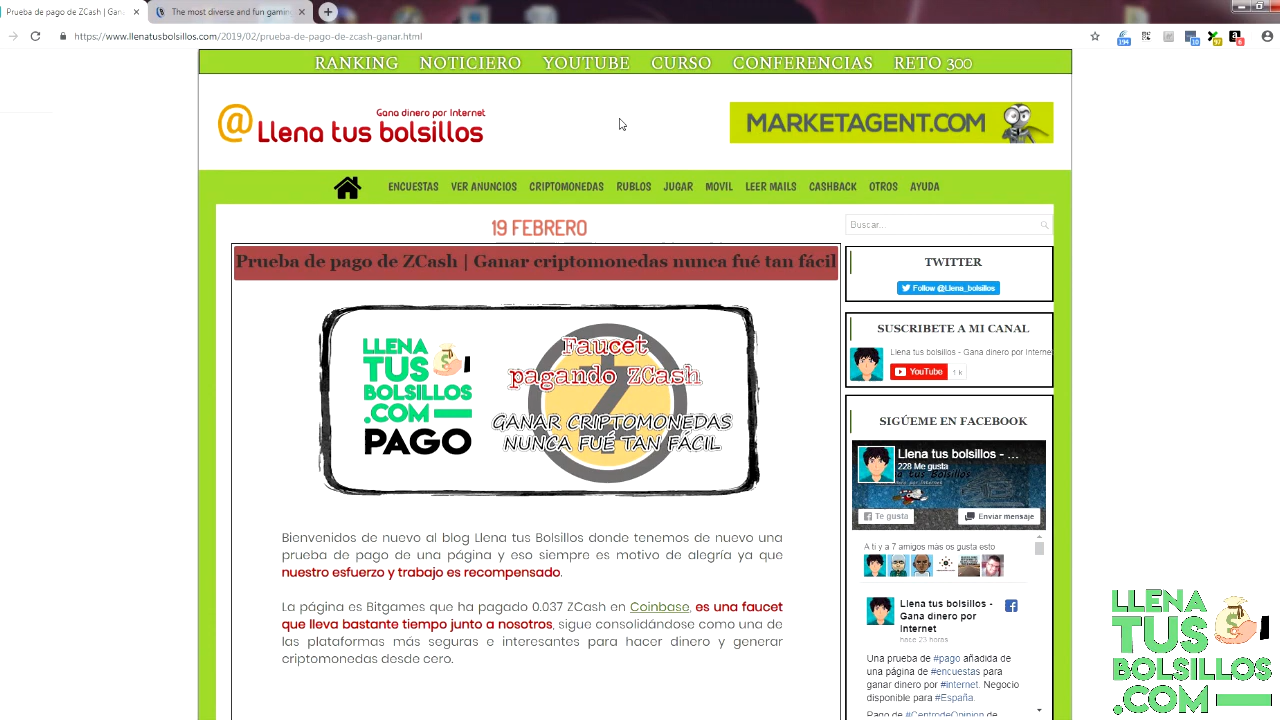 Prueba de pago de ZCash | Ganar
The most diverse and fun gaming
https://www.llenatusbolsillos.com/2019/02/prueba-de-pago-de-zcash-ganar.html
RANKING NOTICIERO YOUTUBE CURSO CONFERENCIAS RETO 300
@ Gana dinero por Internet
Llena tus bolsillos
MARKETAGENT.COM
ENCUESTAS VER ANUNCIOS CRIPTOMONEDAS RUBLOS JUGAR MOVIL LEER MAILS CASHBACK OTROS AYUDA
19 FEBRERO
Prueba de pago de ZCash | Ganar criptomonedas nunca fué tan fácil
LLENA
TUS
BOLSILLOS
.COM
PAGO
Faucet
pagando ZCash
GANAR CRIPTOMONEDAS
NUNCA FUÉ TAN FÁCIL
Bienvenidos de nuevo al blog Llena tus Bolsillos donde tenemos de nuevo una
prueba de pago de una página y eso siempre es motivo de alegría ya que
nuestro esfuerzo y trabajo es recompensado.
La página es Bitgames que ha pagado 0.037 ZCash en Coinbase, es una faucet
que lleva bastante tiempo junto a nosotros, sigue consolidándose como una de
las plataformas más seguras e interesantes para hacer dinero y generar
criptomonedas desde cero.
Buscar...
TWITTER
Follow @Llena_bolsillos
SUSCRIBETE A MI CANAL
Llena tus bolsillos - Gana dinero por Interne
YouTube 1 k
SIGÚEME EN FACEBOOK
Llena tus bolsillos - ...
228 Me gusta
Te gusta
Enviar mensaje
A ti y a 7 amigos más os gusta esto
Llena tus bolsillos -
Gana dinero por
Internet
hace 23 horas
Una prueba de #pago añadida
de una página de #encuestas para
ganar dinero por #internet. Negocio
disponible para #España.
Pago de #CentrodeOpinion de
LLENA
TUS
BOLSILLOS
.COM